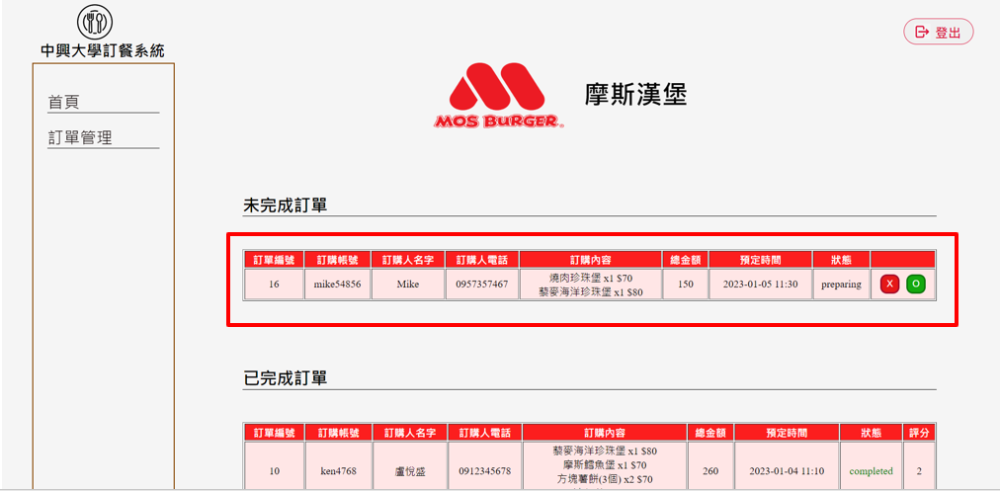 中興大學訂餐系統
登出
首頁
訂單管理
MOS BURGER
摩斯漢堡
未完成訂單
訂單編號 訂購帳號 訂購人名字 訂購人電話 訂購內容 總金額 預定時間 狀態
16 mike54856 Mike 0957357467 燒肉珍珠堡 x1 $70 150 2023-01-05 11:30 preparing X O
藜麥海洋珍珠堡 x1 $80
已完成訂單
訂單編號 訂購帳號 訂購人名字 訂購人電話 訂購內容 總金額 預定時間 狀態 評分
藜麥海洋珍珠堡 x1 $80
10 ken4768 盧悅盛 0912345678 摩斯鱈魚堡 x1 $70 260 2023-01-04 11:10 completed 2
方塊薯餅(3個) x2 $70